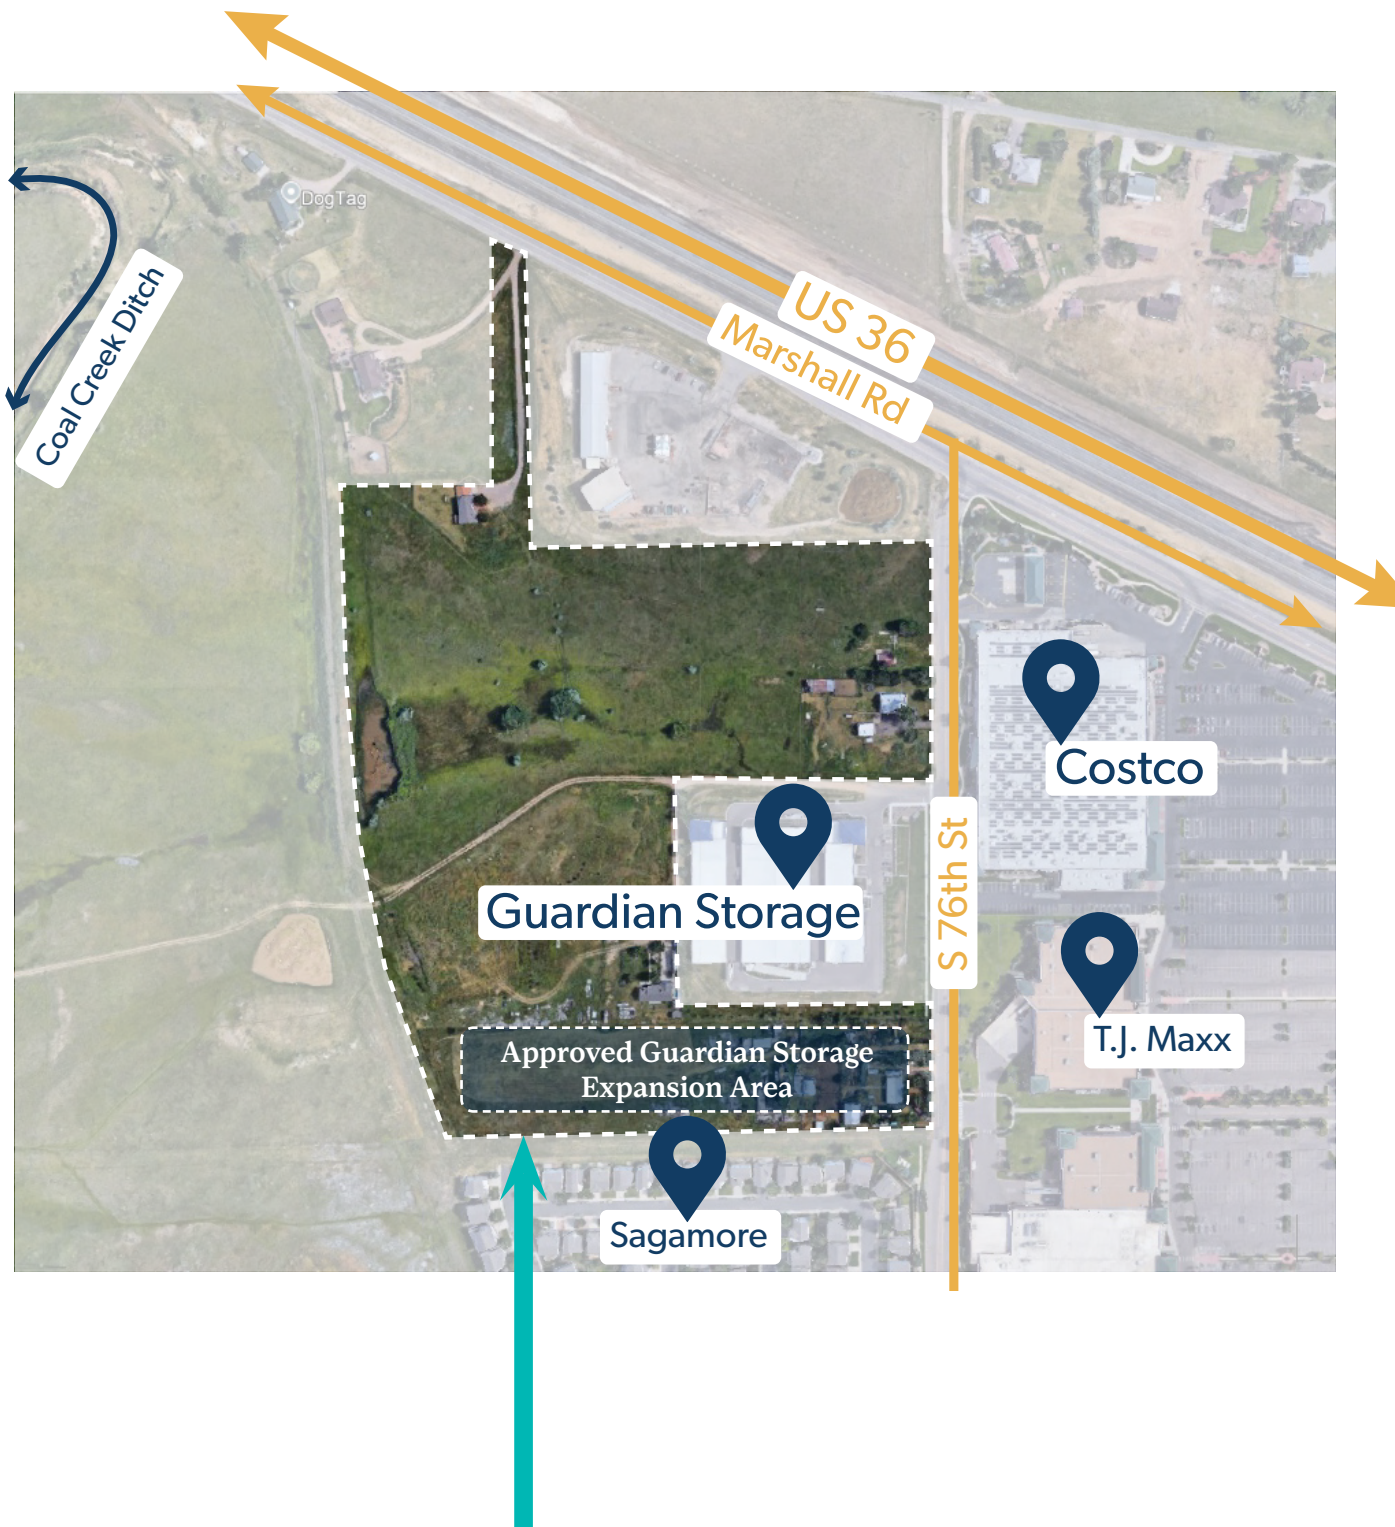 DogTag
Coal Creek Ditch
US 36
Marshall Rd
Costco
Guardian Storage
S 76th St
T.J. Maxx
Approved Guardian Storage
Expansion Area
Sagamore